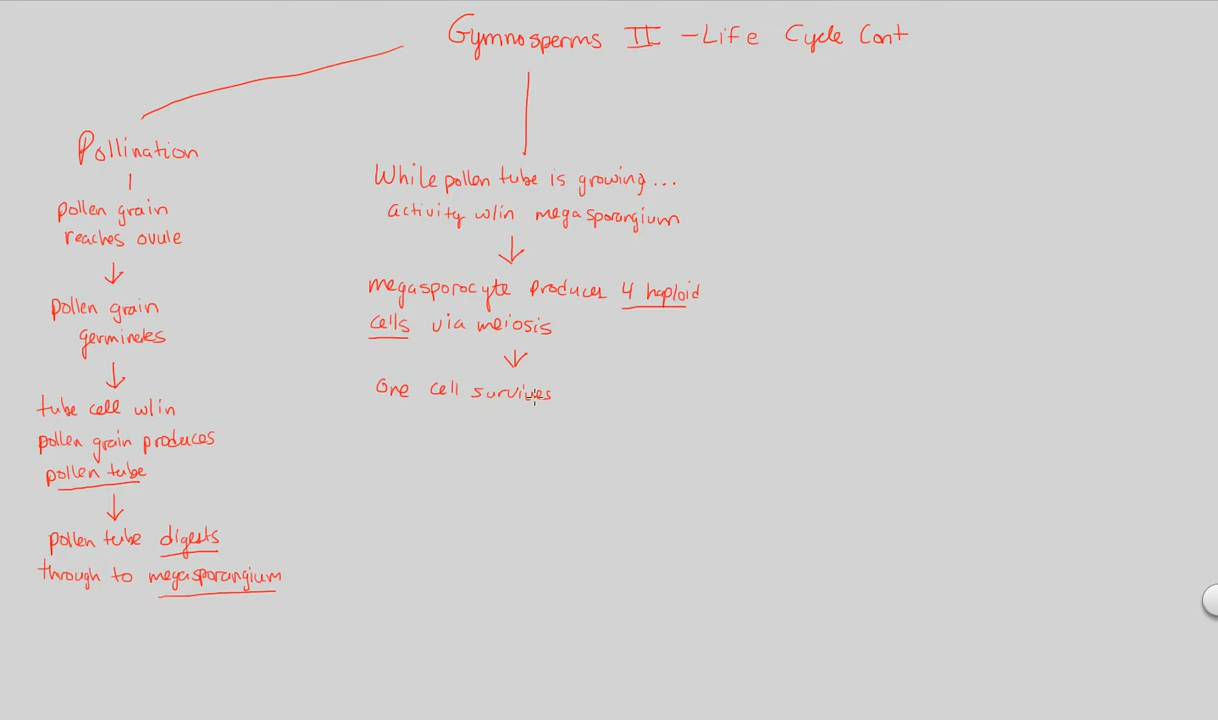 Gymnosperms II - Life Cycle Cont
Pollination
pollen grain
reaches ovule
pollen grain
germinates
tube cell w/in
pollen grain produces
pollen tube
pollen tube digests
through to megasporangium
While pollen tube is growing...
activity w/in megasporangium
megasporocyte produces 4 haploid
cells via meiosis
One cell survives